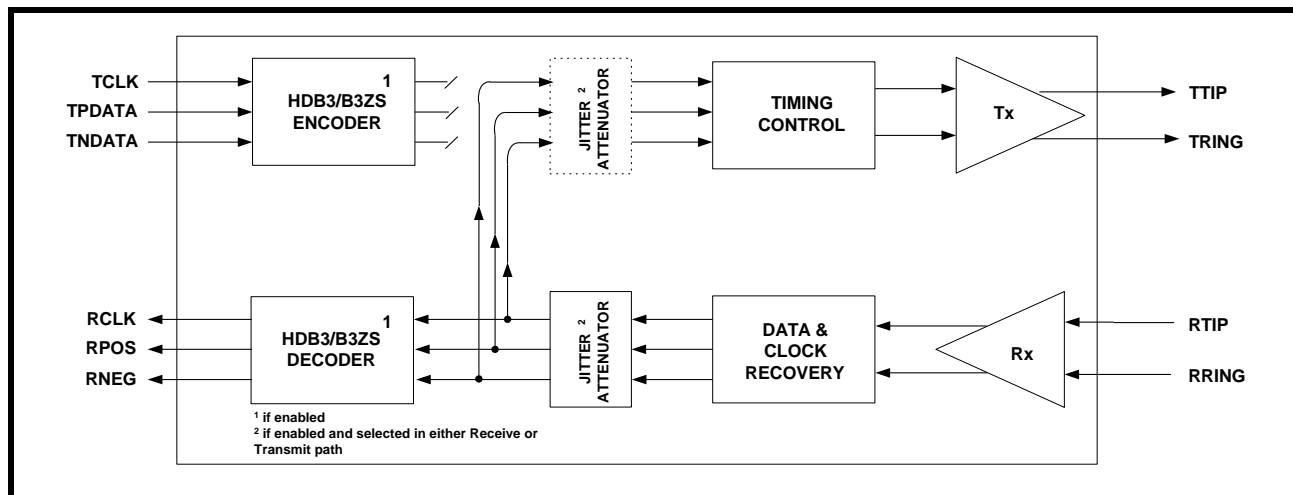 TCLK
TPDATA
TNDATA
HDB3/B3ZS 1
ENCODER
JITTER 2
ATTENUATOR
TIMING
CONTROL
Tx
TTIP
TRING
RCLK
RPOS
RNEG
HDB3/B3ZS 1
DECODER
JITTER 2
ATTENUATOR
DATA &
CLOCK
RECOVERY
Rx
RTIP
RRING
1 if enabled
2 if enabled and selected in either Receive or
Transmit path